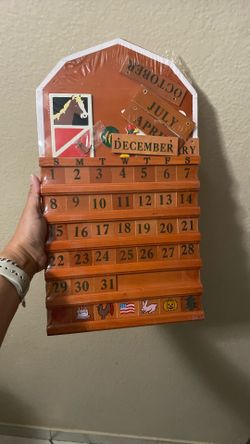 OCTOBER
JULY
APRIL
DECEMBER
RY
S M T W T F S
1 2 3 4 5 6 7
8 9 10 11 12 13 14
15 16 17 18 19 20 21
22 23 24 25 26 27 28
29 30 31